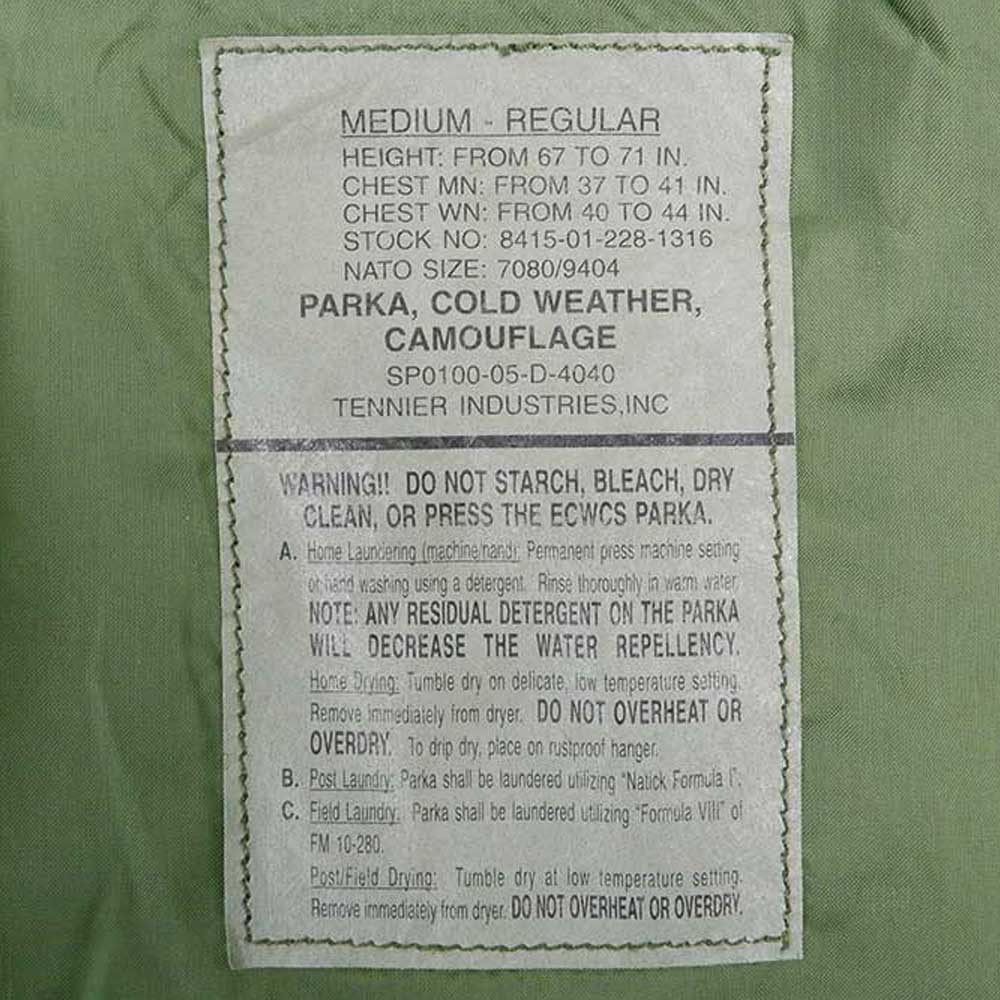 MEDIUM - REGULAR
HEIGHT: FROM 67 TO 71 IN.
CHEST MN: FROM 37 TO 41 IN.
CHEST WN: FROM 40 TO 44 IN.
STOCK NO: 8415-01-228-1316
NATO SIZE: 7080/9404
PARKA, COLD WEATHER,
CAMOUFLAGE
SP0100-05-D-4040
TENNIER INDUSTRIES,INC
WARNING!! DO NOT STARCH, BLEACH, DRY
CLEAN, OR PRESS THE ECWCS PARKA.
A. Home Laundering (machine/hand): Permanent press machine setting
or hand washing using a detergent. Rinse thoroughly in warm water.
NOTE: ANY RESIDUAL DETERGENT ON THE PARKA
WILL DECREASE THE WATER REPELLENCY.
Home Drying: Tumble dry on delicate, low temperature setting.
Remove immediately from dryer. DO NOT OVERHEAT OR
OVERDRY. To drip dry, place on rustproof hanger.
B. Post Laundry: Parka shall be laundered utilizing "Natick Formula I".
C. Field Laundry: Parka shall be laundered utilizing "Formula VIII" of
FM 10-280.
Post/Field Drying: Tumble dry at low temperature setting.
Remove immediately from dryer. DO NOT OVERHEAT OR OVERDRY.